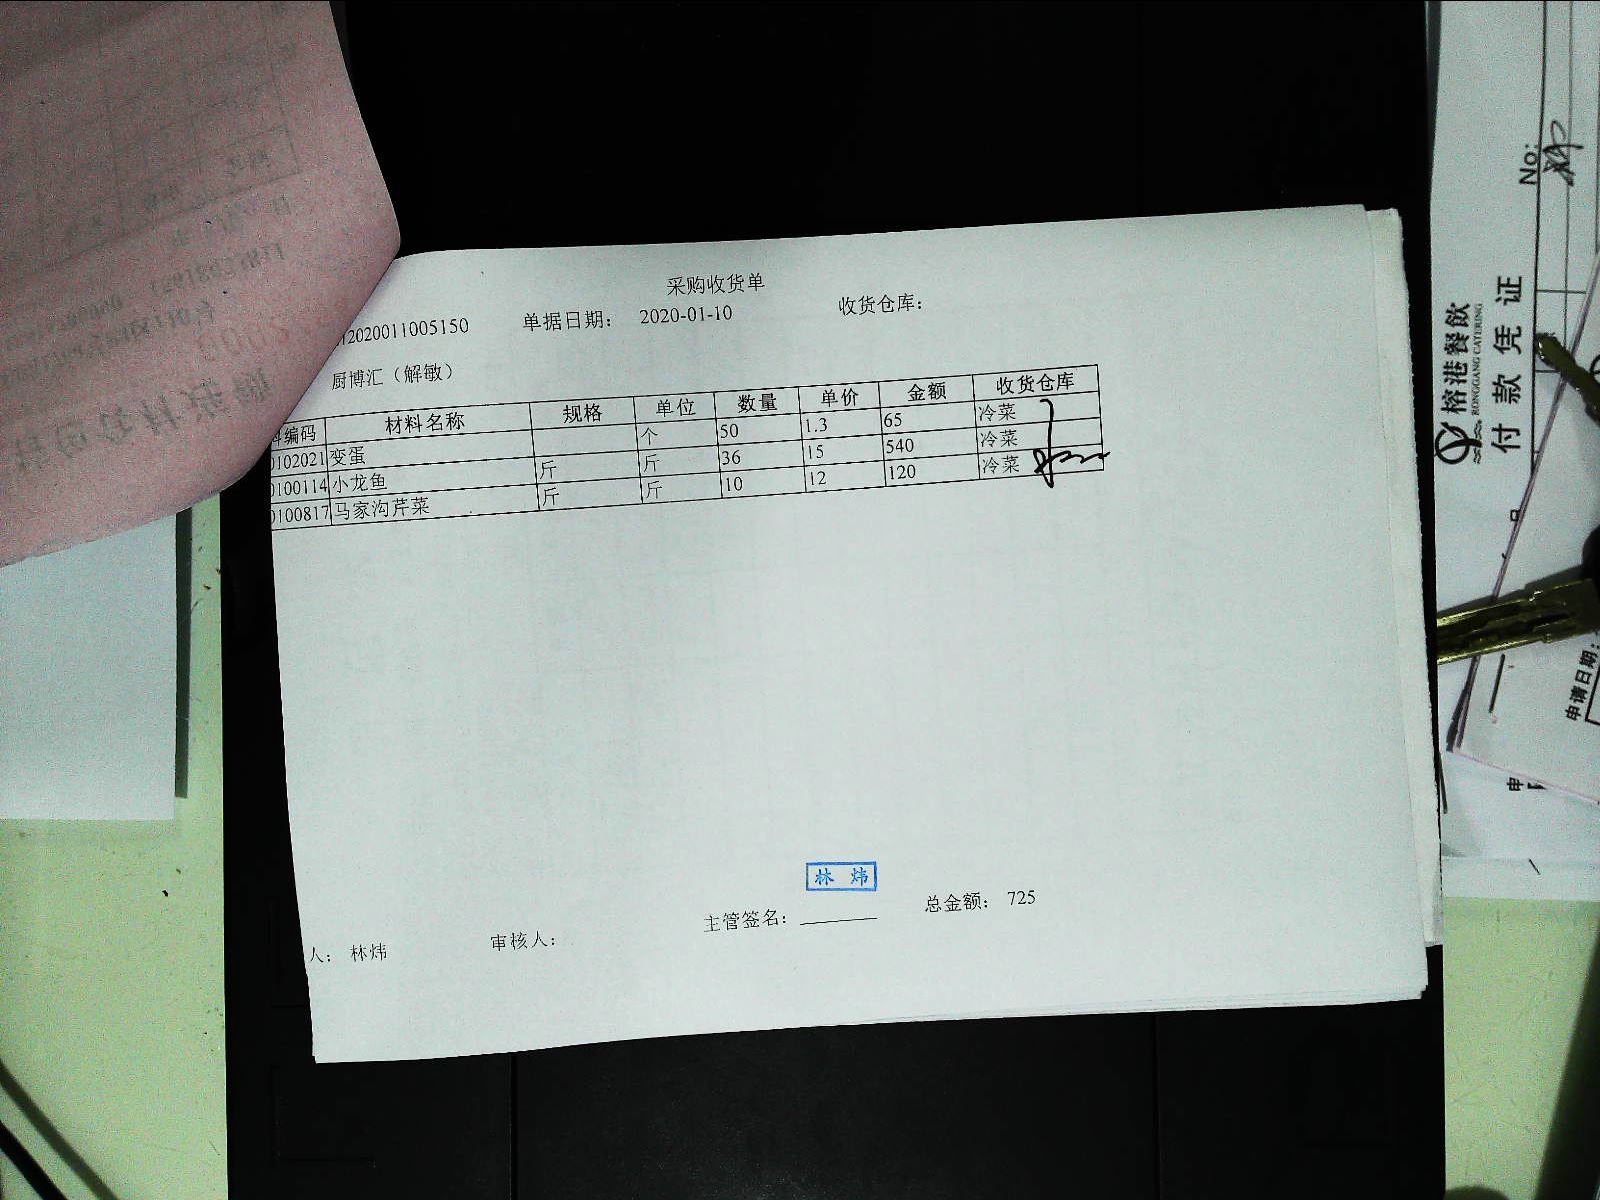 采购收货单
2020011005150 单据日期： 2020-01-10 收货仓库：
厨博汇（解敏）
编码 材料名称 规格 单位 数量 单价 金额 收货仓库
0102021 变蛋 个 50 1.3 65 冷菜
0100114 小龙鱼 斤 斤 36 15 540 冷菜
0100817 马家沟芹菜 斤 斤 10 12 120 冷菜
林 炜
人： 林炜 审核人： 主管签名： 总金额： 725
No:
榕港餐飲
RONGGANG CATERING
付款凭证
申请日期：
申